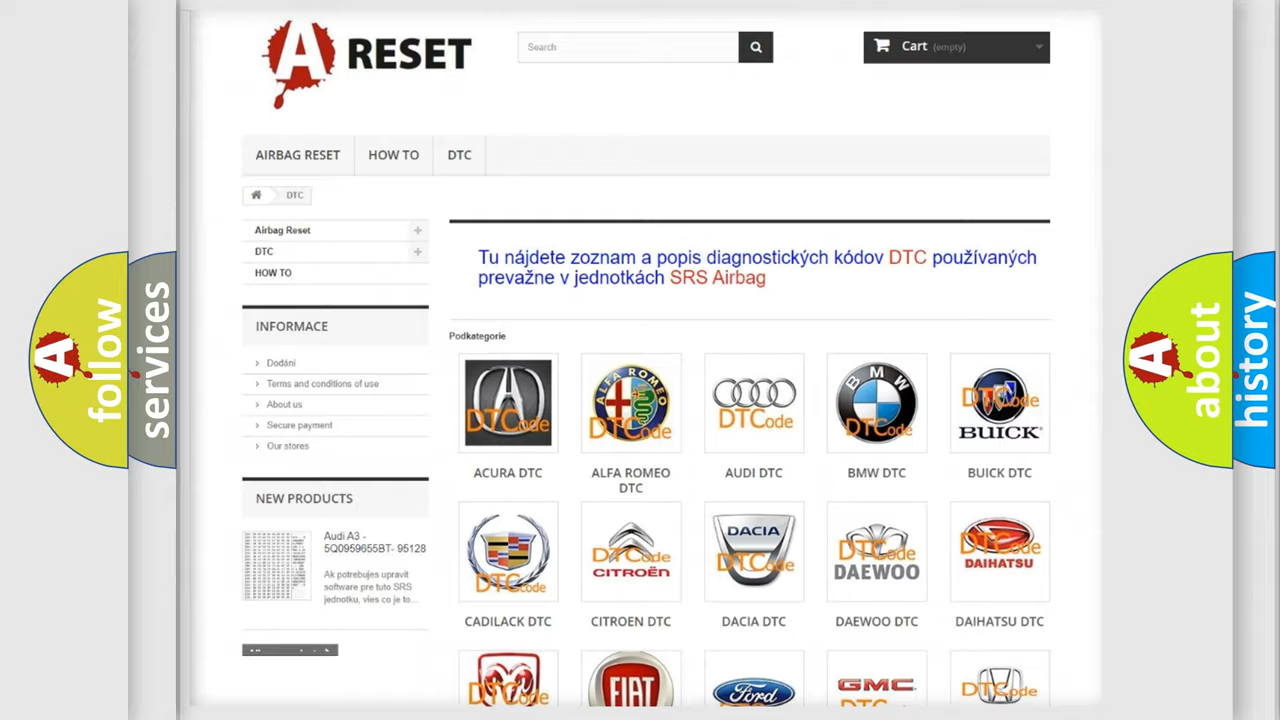 A RESET
Search
Cart (empty)
AIRBAG RESET
HOW TO
DTC
DTC
Airbag Reset
DTC
HOW TO
INFORMACE
Dodání
Terms and conditions of use
About us
Secure payment
Our stores
NEW PRODUCTS
Audi A3 -
5Q0959655BT- 95128
Ak potrebujes upravit
software pre tuto SRS
jednotku, vies co je to...
Tu nájdete zoznam a popis diagnostických kódov DTC používaných
prevažne v jednotkách SRS Airbag
Podkategorie
DTCode
ALFA ROMEO
DTCode
DTCode
BMW
DTCode
DTCode
BUICK
ACURA DTC
ALFA ROMEO
DTC
AUDI DTC
BMW DTC
BUICK DTC
DTCode
DTCode
CITROËN
DACIA
DTCode
DTCode
DAEWOO
DTCode
DAIHATSU
CADILACK DTC
CITROEN DTC
DACIA DTC
DAEWOO DTC
DAIHATSU DTC
DTCode
FIAT
Ford
GMC
DTCode
A follow
services
A about
history